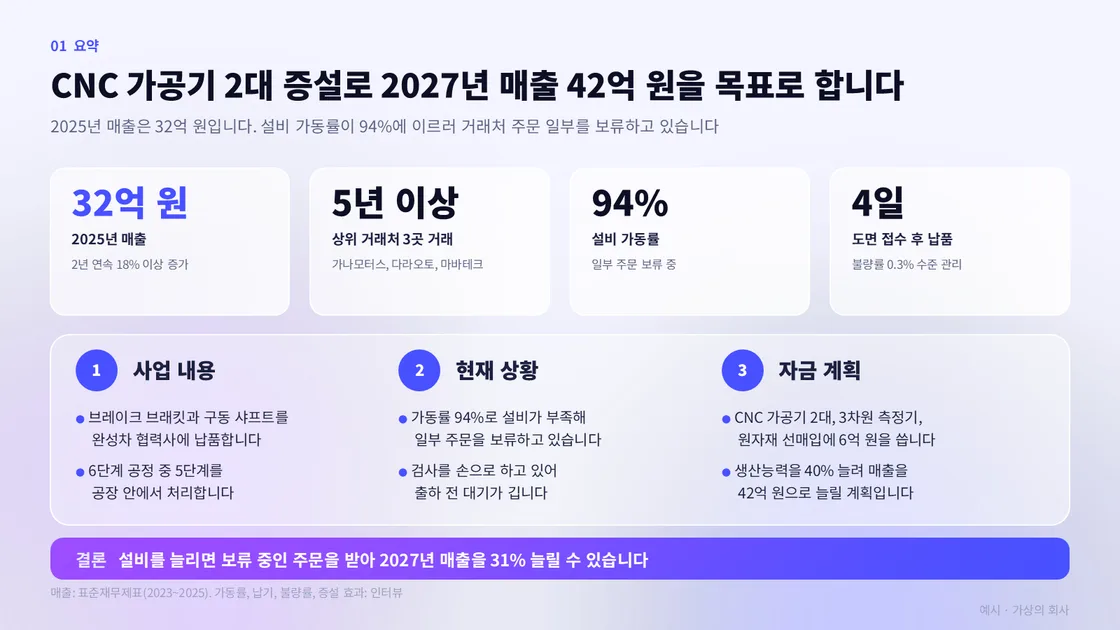 01 요약
CNC 가공기 2대 증설로 2027년 매출 42억 원을 목표로 합니다
2025년 매출은 32억 원입니다. 설비 가동률이 94%에 이르러 거래처 주문 일부를 보류하고 있습니다
32억 원
2025년 매출
2년 연속 18% 이상 증가
5년 이상
상위 거래처 3곳 거래
가나모터스, 다라오토, 마바테크
94%
설비 가동률
일부 주문 보류 중
4일
도면 접수 후 납품
불량률 0.3% 수준 관리
1 사업 내용
● 브레이크 브래킷과 구동 샤프트를
완성차 협력사에 납품합니다
● 6단계 공정 중 5단계를
공장 안에서 처리합니다
2 현재 상황
● 가동률 94%로 설비가 부족해
일부 주문을 보류하고 있습니다
● 검사를 손으로 하고 있어
출하 전 대기가 깁니다
3 자금 계획
● CNC 가공기 2대, 3차원 측정기,
원자재 선매입에 6억 원을 씁니다
● 생산능력을 40% 늘려 매출을
42억 원으로 늘릴 계획입니다
결론 설비를 늘리면 보류 중인 주문을 받아 2027년 매출을 31% 늘릴 수 있습니다
매출: 표준재무제표(2023~2025). 가동률, 납기, 불량률, 증설 효과: 인터뷰
예시 · 가상의 회사